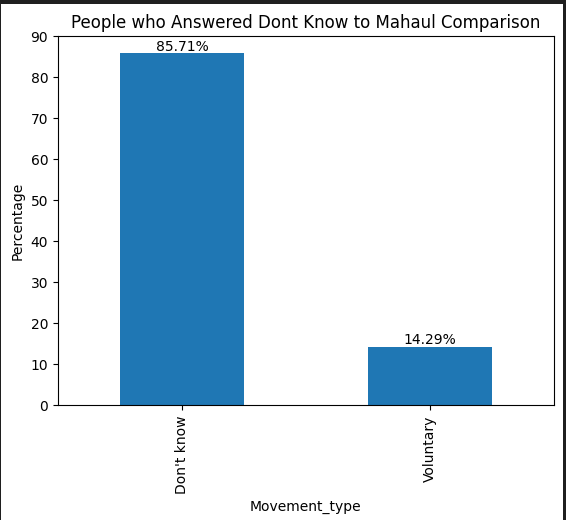 People who Answered Dont Know to Mahaul Comparison
90
80
70
60
50
40
30
20
10
0
Percentage
85.71%
14.29%
Don't know
Voluntary
Movement_type